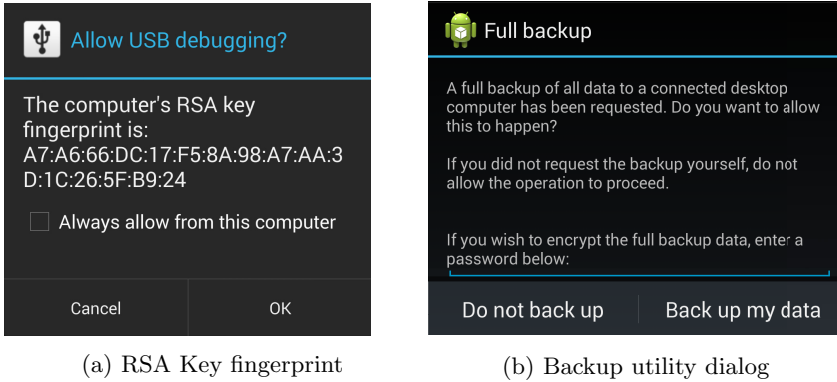 Allow USB debugging?
The computer's RSA key
fingerprint is:
A7:A6:66:DC:17:F5:8A:98:A7:AA:3
D:1C:26:5F:B9:24
Always allow from this computer
Cancel
OK
(a) RSA Key fingerprint
Full backup
A full backup of all data to a connected desktop
computer has been requested. Do you want to allow
this to happen?
If you did not request the backup yourself, do not
allow the operation to proceed.
If you wish to encrypt the full backup data, enter a
password below:
Do not back up
Back up my data
(b) Backup utility dialog